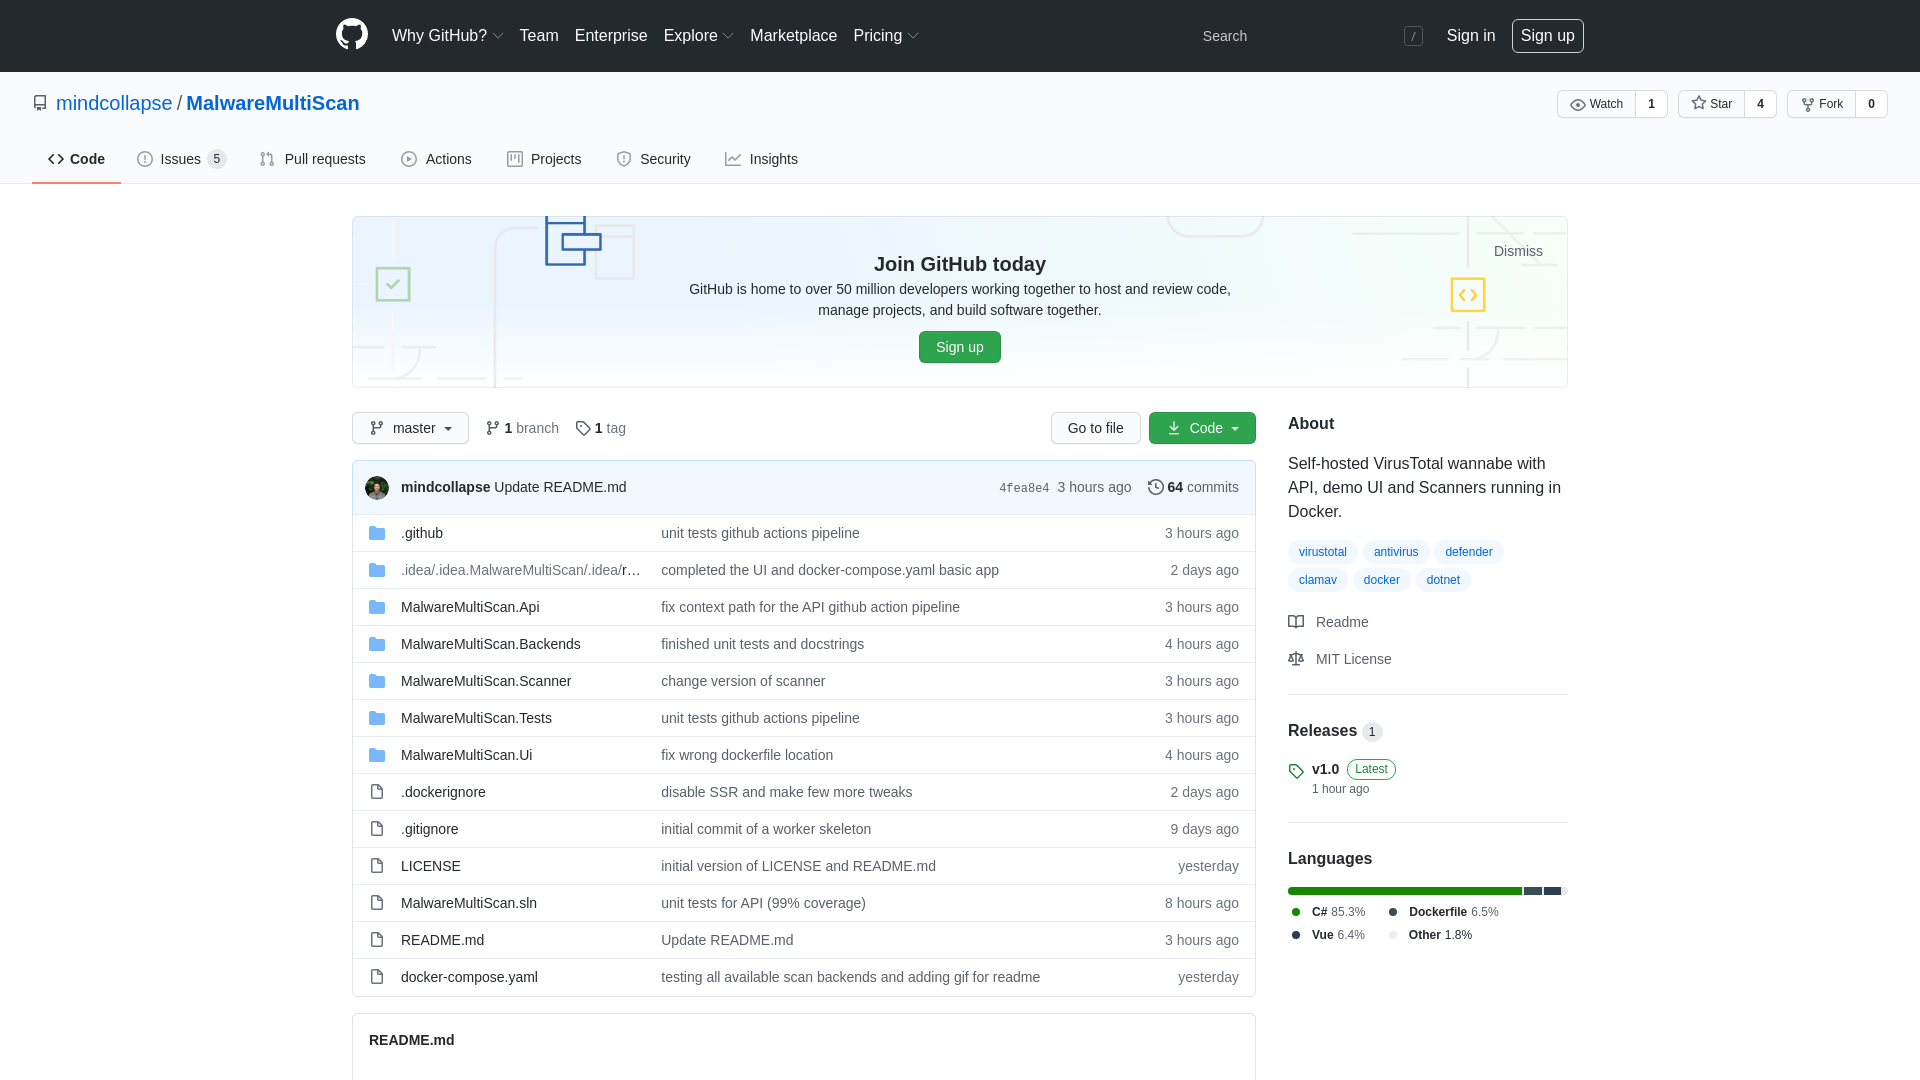 Why GitHub? Team Enterprise Explore Marketplace Pricing Search / Sign in Sign up
mindcollapse / MalwareMultiScan Watch 1 Star 4 Fork 0
Code Issues 5 Pull requests Actions Projects Security Insights
Dismiss
Join GitHub today
GitHub is home to over 50 million developers working together to host and review code,
manage projects, and build software together.
Sign up
master 1 branch 1 tag Go to file Code
mindcollapse Update README.md 4fea8e4 3 hours ago 64 commits
.github unit tests github actions pipeline 3 hours ago
.idea/.idea.MalwareMultiScan/.idea/r… completed the UI and docker-compose.yaml basic app 2 days ago
MalwareMultiScan.Api fix context path for the API github action pipeline 3 hours ago
MalwareMultiScan.Backends finished unit tests and docstrings 4 hours ago
MalwareMultiScan.Scanner change version of scanner 3 hours ago
MalwareMultiScan.Tests unit tests github actions pipeline 3 hours ago
MalwareMultiScan.Ui fix wrong dockerfile location 4 hours ago
.dockerignore disable SSR and make few more tweaks 2 days ago
.gitignore initial commit of a worker skeleton 9 days ago
LICENSE initial version of LICENSE and README.md yesterday
MalwareMultiScan.sln unit tests for API (99% coverage) 8 hours ago
README.md Update README.md 3 hours ago
docker-compose.yaml testing all available scan backends and adding gif for readme yesterday
README.md
About
Self-hosted VirusTotal wannabe with
API, demo UI and Scanners running in
Docker.
virustotal antivirus defender
clamav docker dotnet
Readme
MIT License
Releases 1
v1.0 Latest
1 hour ago
Languages
C# 85.3% Dockerfile 6.5%
Vue 6.4% Other 1.8%